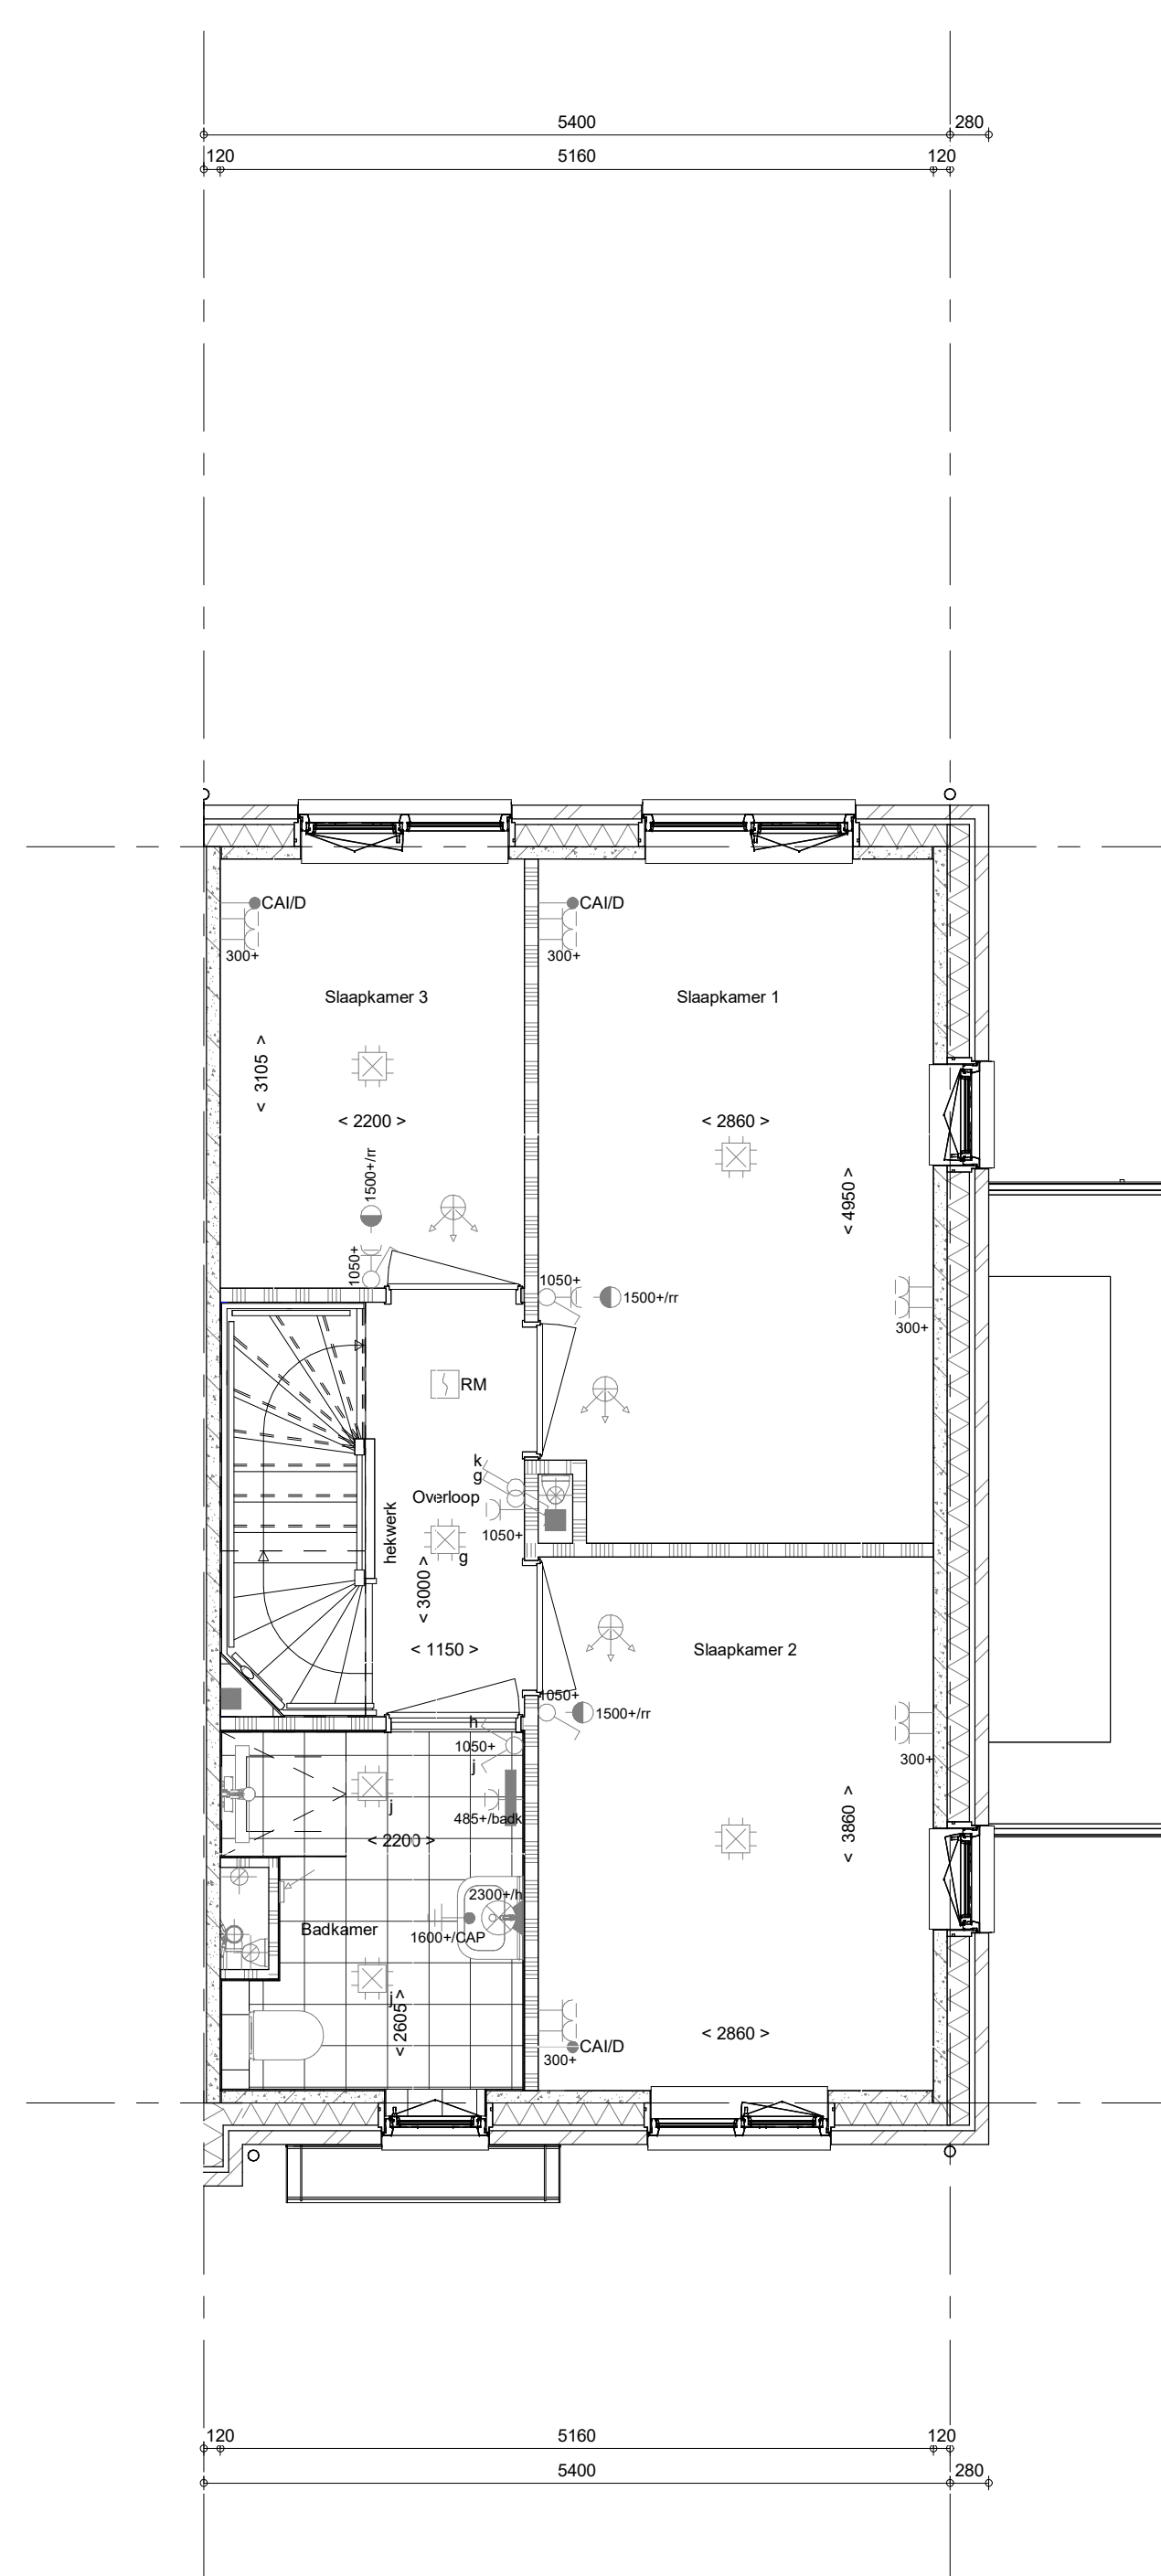 5400
280
120
5160
120
CAI/D
300+
CAI/D
300+
Slaapkamer 3
Slaapkamer 1
< 3105 >
< 2200 >
< 2860 >
1500+/rr
< 4950 >
1050+
1050+
1500+/rr
300+
RM
k
g
Overloop
1050+
hekwerk
g
< 3000 >
< 1150 >
Slaapkamer 2
1050+
1500+/rr
h
1050+
j
300+
j
485+/badk
< 2200 >
< 3860 >
2300+/h
Badkamer
1600+/CAP
j
< 2605 >
< 2860 >
CAI/D
300+
120
5160
120
5400
280